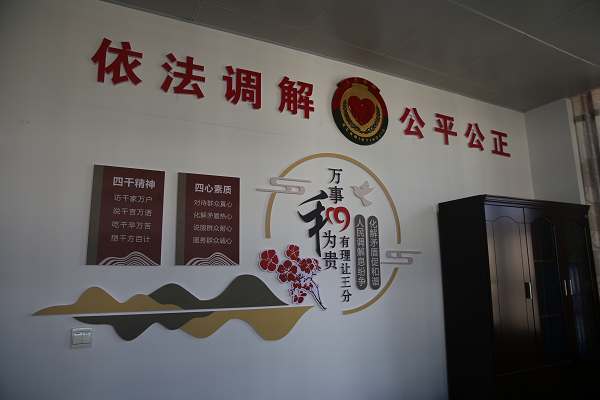 依法调解 公平公正
四千精神
访千家万户
说千言万语
吃千辛万苦
想千方百计
四心素质
对待群众真心
化解矛盾热心
说服群众耐心
服务群众诚心
万事
和为贵
有理让三分
化解矛盾促和谐
人民调解息纷争